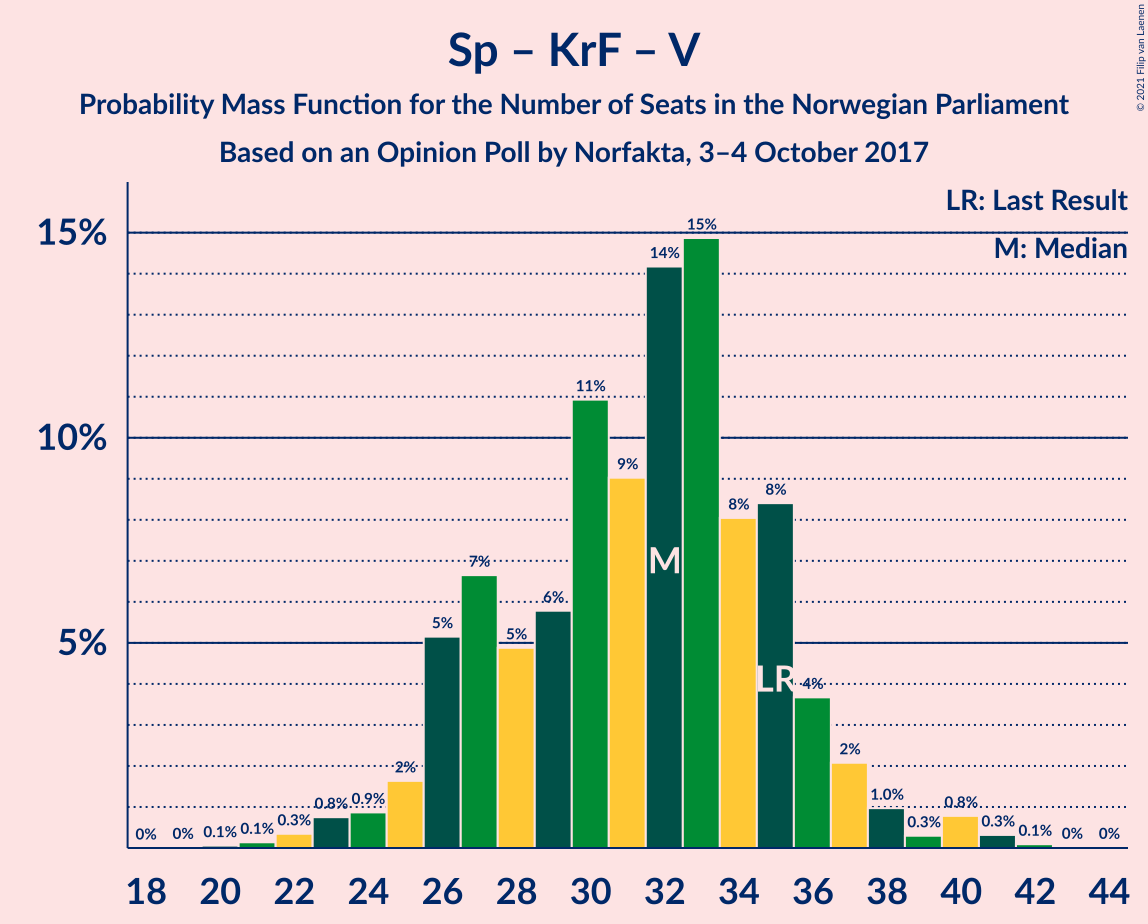 Sp – KrF – V
Probability Mass Function for the Number of Seats in the Norwegian Parliament
Based on an Opinion Poll by Norfakta, 3–4 October 2017
© 2021 Filip van Laenen
LR: Last Result
M: Median
15%
10%
5%
0% 0% 0.1% 0.1% 0.3% 0.8% 0.9% 2% 5% 7% 5% 6% 11% 9% 14% 15% 8% 8% 4% 2% 1.0% 0.3% 0.8% 0.3% 0.1% 0% 0%
M
LR
18 20 22 24 26 28 30 32 34 36 38 40 42 44